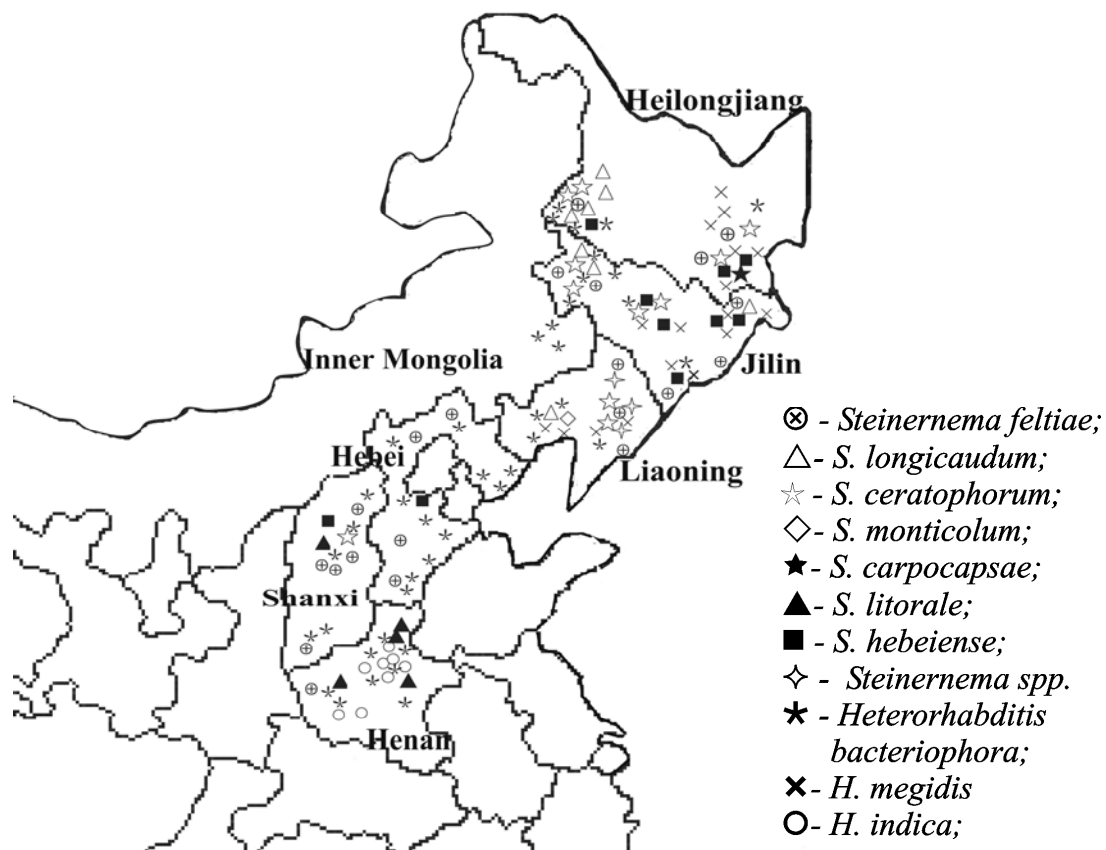 Heilongjiang
Inner Mongolia
Jilin
Hebei
Liaoning
Shanxi
Henan
- Steinernema feltiae;
- S. longicaudum;
- S. ceratophorum;
- S. monticolum;
- S. carpocapsae;
- S. litorale;
- S. hebeiense;
- Steinernema spp.
- Heterorhabditis
bacteriophora;
- H. megidis
- H. indica;